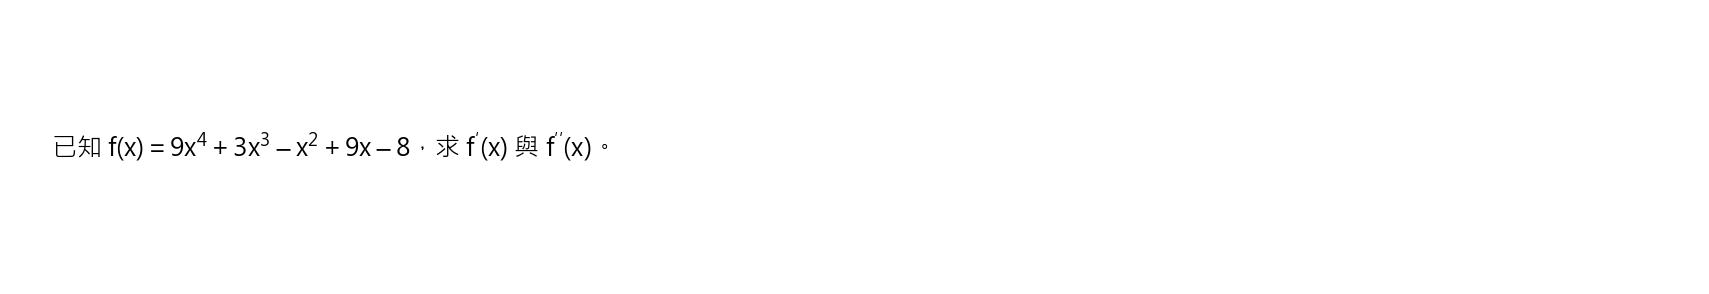 已知 f(x) = 9x⁴ + 3x³ – x² + 9x – 8，求 f′(x) 與 f′′(x)。